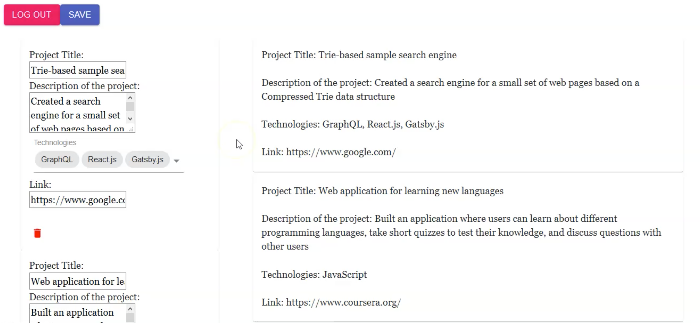 LOG OUT
SAVE
Project Title:
Trie-based sample sea
Description of the project:
Created a search
engine for a small set
of web pages based on
Technologies
GraphQL
React.js
Gatsby.js
Link:
https://www.google.co
Project Title:
Web application for le
Description of the project:
Built an application
Project Title: Trie-based sample search engine
Description of the project: Created a search engine for a small set of web pages based on a
Compressed Trie data structure
Technologies: GraphQL, React.js, Gatsby.js
Link: https://www.google.com/
Project Title: Web application for learning new languages
Description of the project: Built an application where users can learn about different
programming languages, take short quizzes to test their knowledge, and discuss questions with
other users
Technologies: JavaScript
Link: https://www.coursera.org/